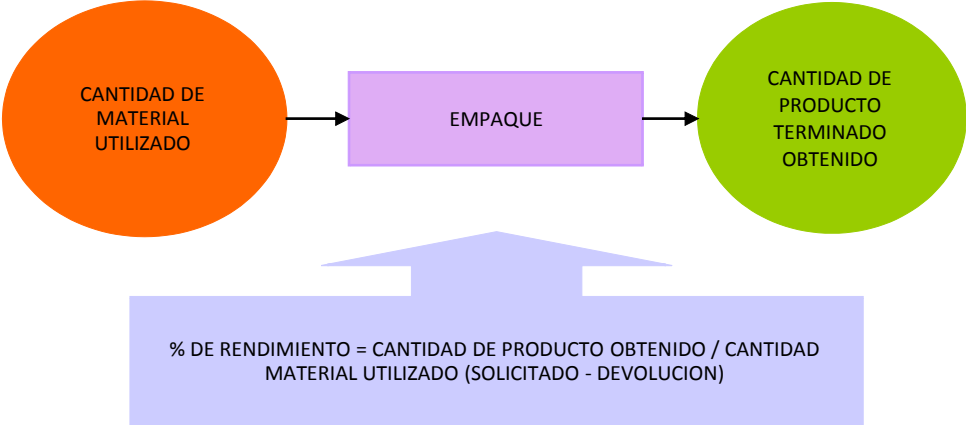 CANTIDAD DE
MATERIAL
UTILIZADO
EMPAQUE
CANTIDAD DE
PRODUCTO
TERMINADO
OBTENIDO
% DE RENDIMIENTO = CANTIDAD DE PRODUCTO OBTENIDO / CANTIDAD
MATERIAL UTILIZADO (SOLICITADO - DEVOLUCION)